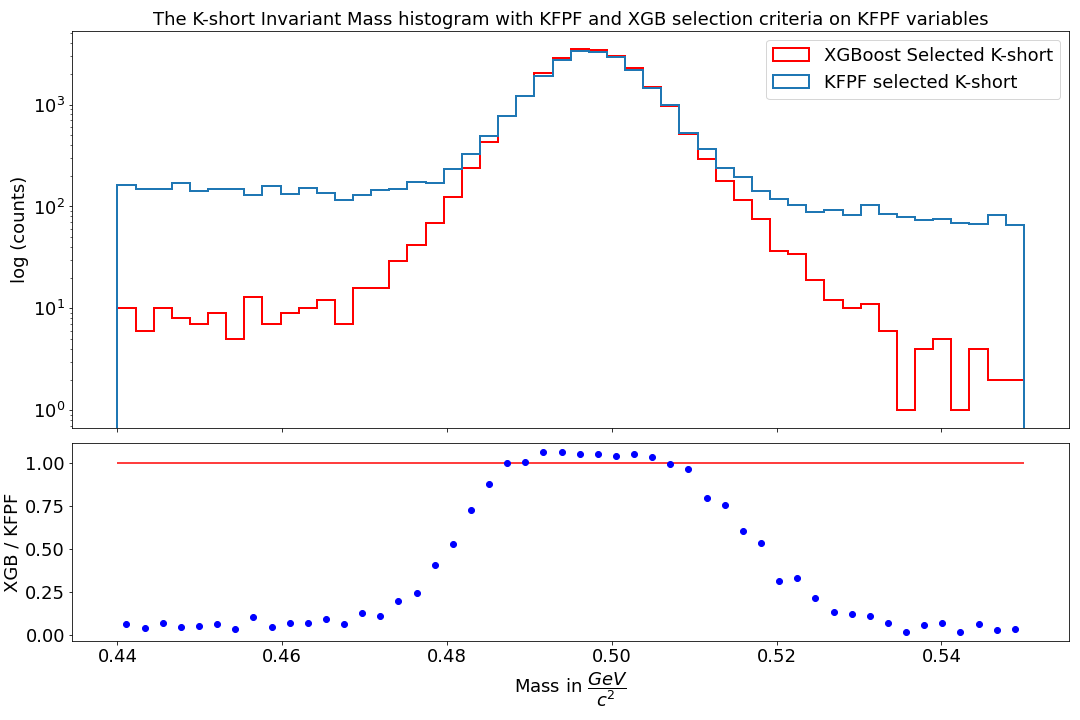 The K-short Invariant Mass histogram with KFPF and XGB selection criteria on KFPF variables
XGBoost Selected K-short
KFPF selected K-short
log (counts)
10³
10²
10¹
10⁰
XGB / KFPF
1.00
0.75
0.50
0.25
0.00
0.44 0.46 0.48 0.50 0.52 0.54
Mass in GeV/c²